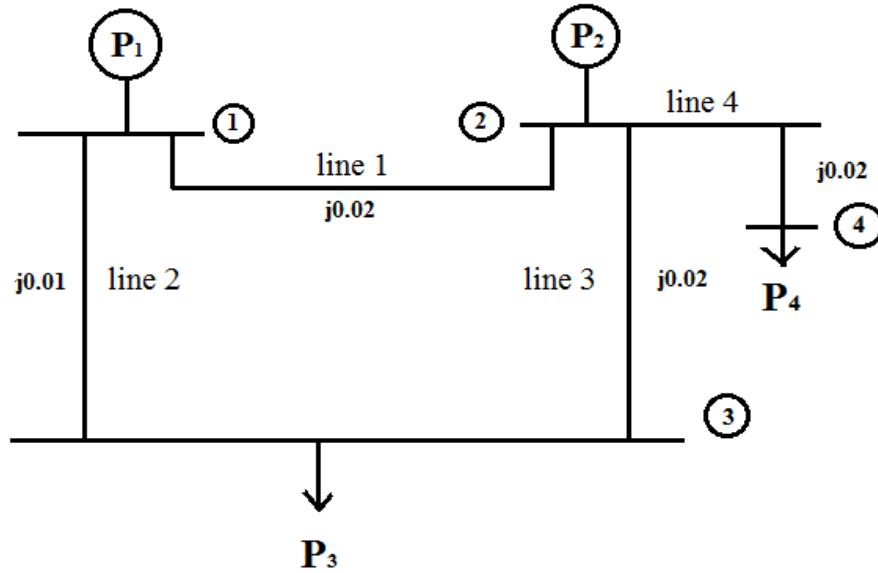 P₁
P₂
1
2
line 4
line 1
j0.02
j0.02
4
j0.01
line 2
line 3
j0.02
P₄
3
P₃